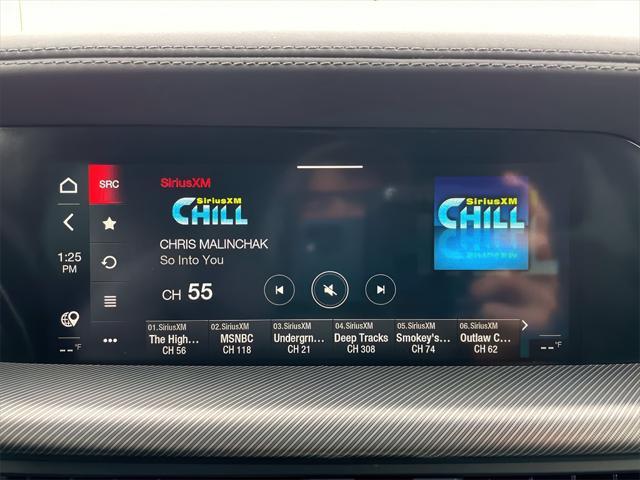 SRC
SiriusXM
SiriusXM
CHILL
SiriusXM
CHILL
CHRIS MALINCHAK
So Into You
1:25
PM
CH 55
01.SiriusXM
The High...
CH 56
02.SiriusXM
MSNBC
CH 118
03.SiriusXM
Undergrn...
CH 21
04.SiriusXM
Deep Tracks
CH 308
05.SiriusXM
Smokey's...
CH 74
06.SiriusXM
Outlaw C...
CH 62
-- °F
-- °F